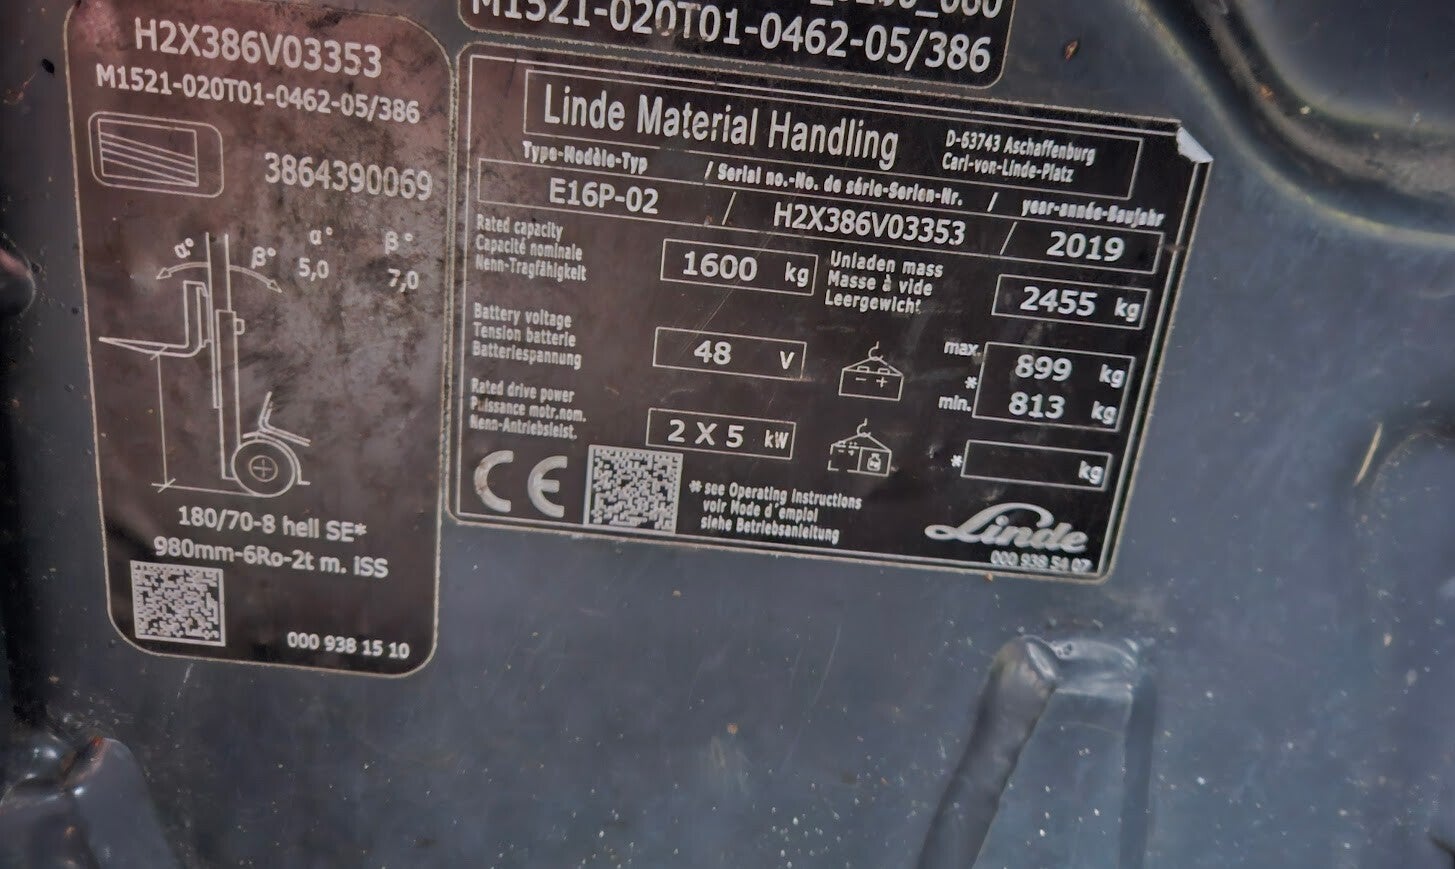 H2X386V03353
M1521-020T01-0462-05/386
3864390069
α° β° α° β°
5,0 7,0
180/70-8 hell SE*
980mm-6Ro-2t m. iSS
000 938 15 10
M1521-020T01-0462-05/386
Linde Material Handling
D-63743 Aschaffenburg
Carl-von-Linde-Platz
Type-Modèle-Typ / Serial no.-No. de série-Serien-Nr. / year-année-Baujahr
E16P-02 / H2X386V03353 / 2019
Rated capacity
Capacité nominale
Nenn-Tragfähigkeit
1600 kg
Unladen mass
Masse à vide
Leergewicht
2455 kg
Battery voltage
Tension batterie
Batteriespannung
48 V
- +
max. 899 kg
*
min. 813 kg
Rated drive power
Puissance motr.nom.
Nenn-Antriebsleist.
2 X 5 kW
* kg
CE
*see Operating Instructions
voir Mode d'emploi
siehe Betriebsanleitung
Linde
000 938 54 07